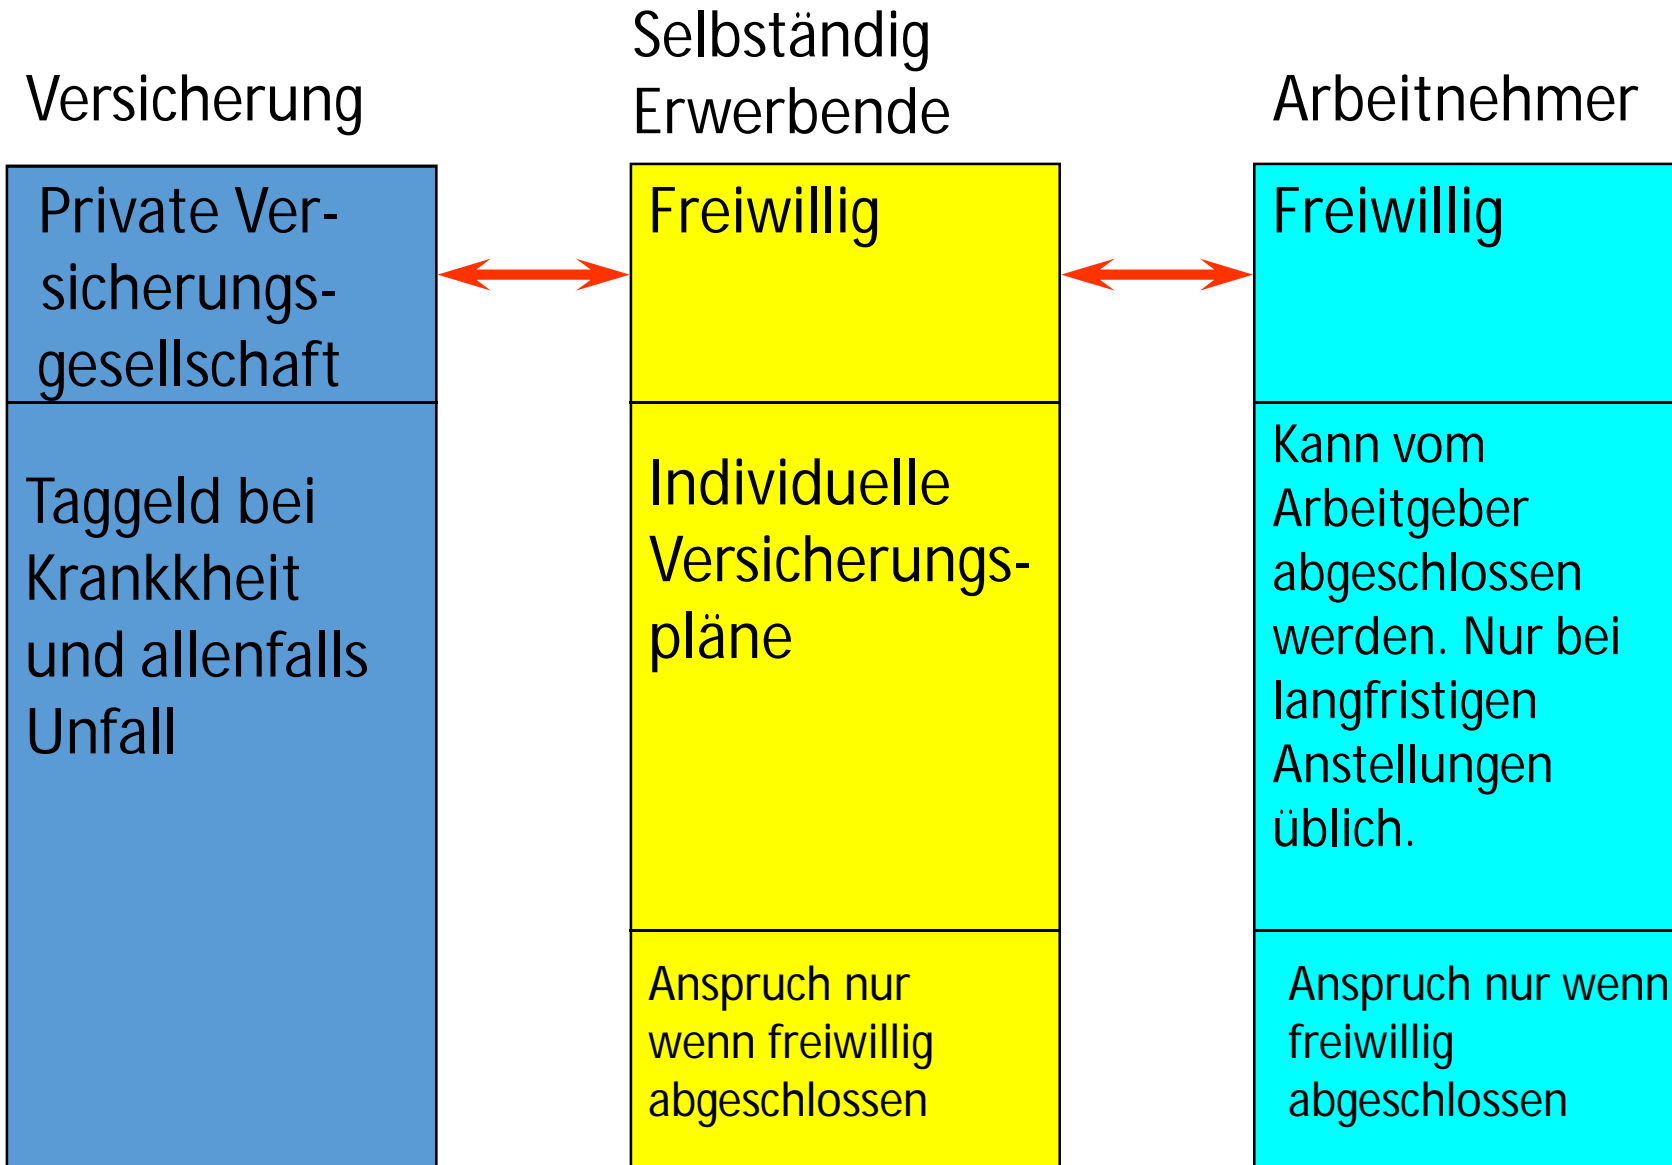 Versicherung
Private Ver-
sicherungs-
gesellschaft
Taggeld bei
Krankkheit
und allenfalls
Unfall
Selbständig
Erwerbende
Freiwillig
Individuelle
Versicherungs-
pläne
Anspruch nur
wenn freiwillig
abgeschlossen
Arbeitnehmer
Freiwillig
Kann vom
Arbeitgeber
abgeschlossen
werden. Nur bei
langfristigen
Anstellungen
üblich.
Anspruch nur wenn
freiwillig
abgeschlossen